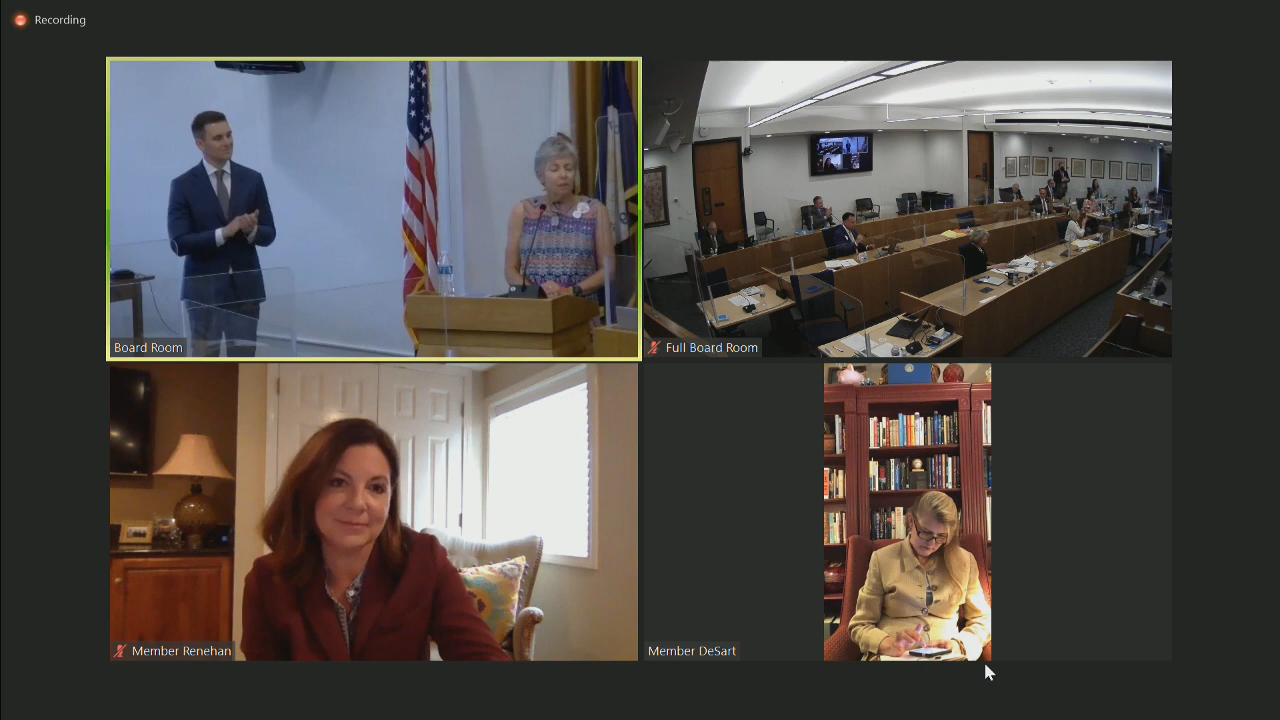 Recording
Board Room
Full Board Room
Member Renehan
Member DeSart